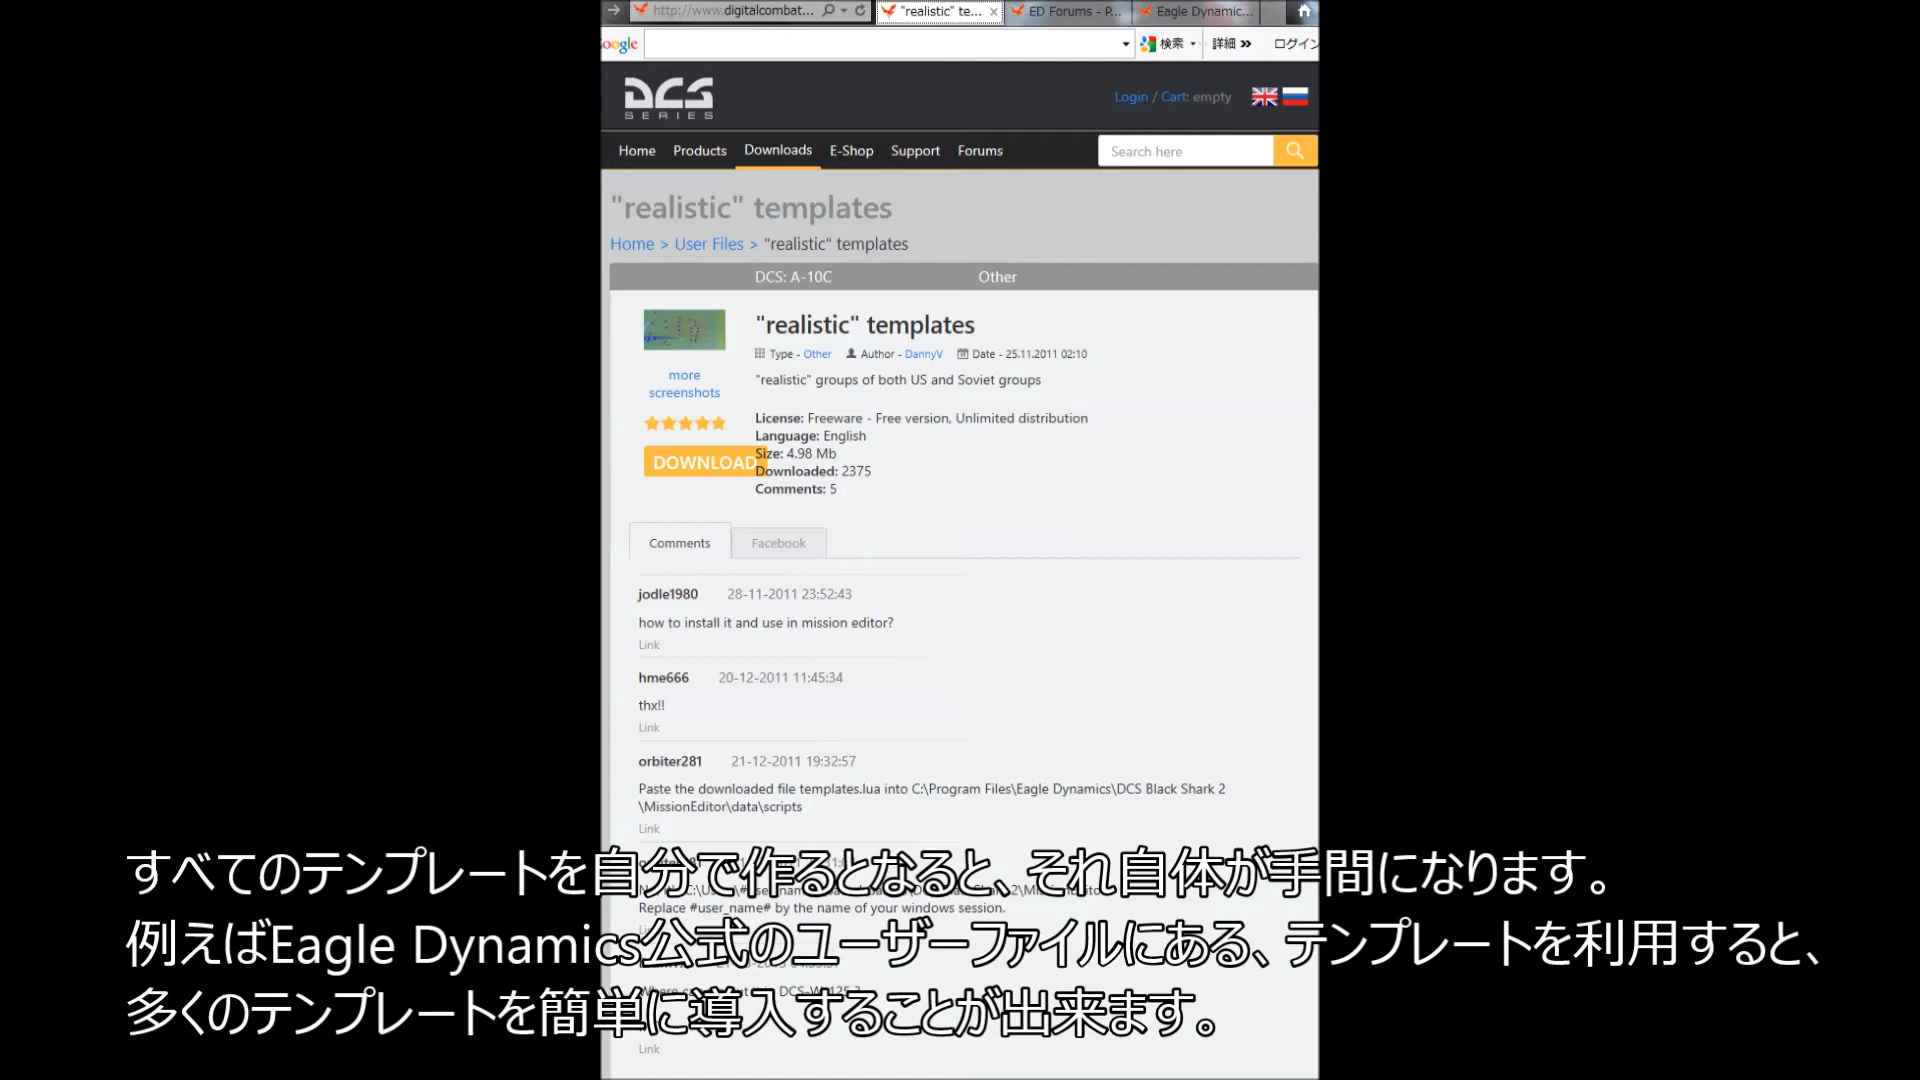 http://www.digitalcombat...
"realistic" te...
ED Forums - P...
Eagle Dynamic...
oogle
検索
詳細
ログイン
DCS
SERIES
Login / Cart: empty
Home
Products
Downloads
E-Shop
Support
Forums
Search here
"realistic" templates
Home > User Files > "realistic" templates
DCS: A-10C
Other
"realistic" templates
Type - Other
Author - DannyV
Date - 25.11.2011 02:10
more
screenshots
"realistic" groups of both US and Soviet groups
License: Freeware - Free version, Unlimited distribution
Language: English
Size: 4.98 Mb
DOWNLOAD
Downloaded: 2375
Comments: 5
Comments
Facebook
jodle1980 28-11-2011 23:52:43
how to install it and use in mission editor?
Link
hme666 20-12-2011 11:45:34
thx!!
Link
orbiter281 21-12-2011 19:32:57
Paste the downloaded file templates.lua into C:\Program Files\Eagle Dynamics\DCS Black Shark 2
\MissionEditor\data\scripts
Link
すべてのテンプレートを自分で作るとなると、それ自体が手間になります。
Replace #user_name# by the name of your windows session.
例えばEagle Dynamics公式のユーザーファイルにある、テンプレートを利用すると、
多くのテンプレートを簡単に導入することが出来ます。
Link